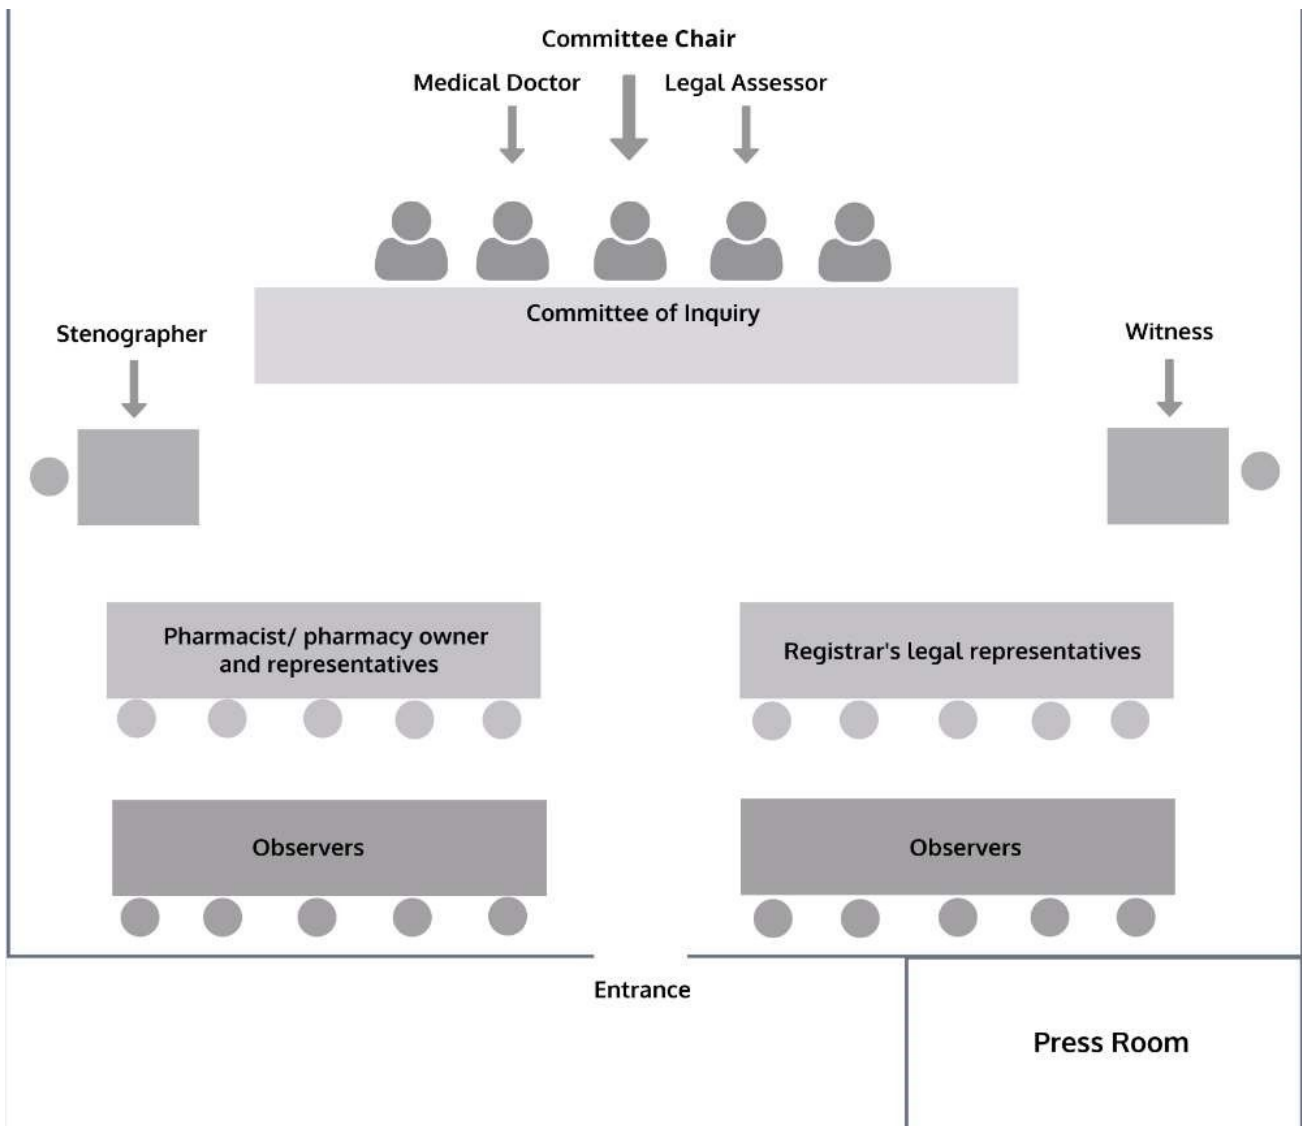 Committee Chair
Medical Doctor
Legal Assessor
Committee of Inquiry
Stenographer
Witness
Pharmacist/ pharmacy owner
and representatives
Registrar's legal representatives
Observers
Observers
Entrance
Press Room